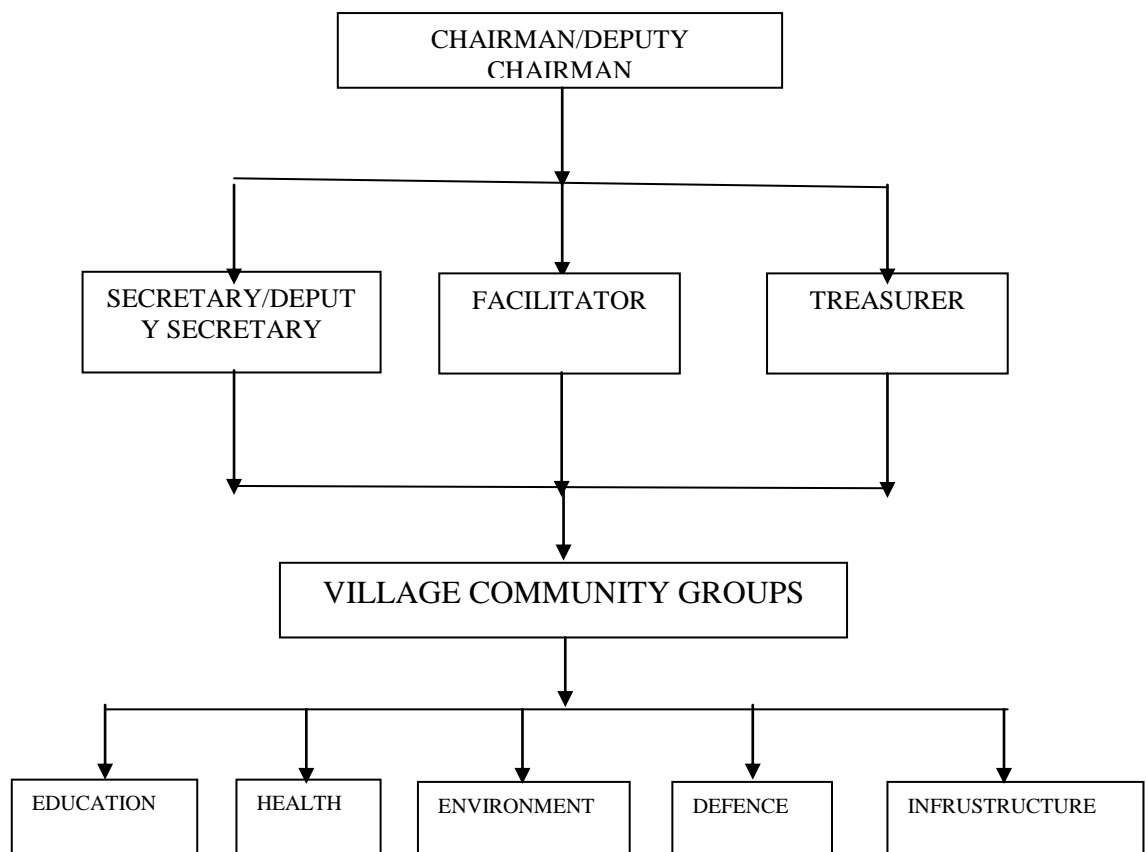 CHAIRMAN/DEPUTY
CHAIRMAN
SECRETARY/DEPUT
Y SECRETARY
FACILITATOR
TREASURER
VILLAGE COMMUNITY GROUPS
EDUCATION
HEALTH
ENVIRONMENT
DEFENCE
INFRUSTRUCTURE